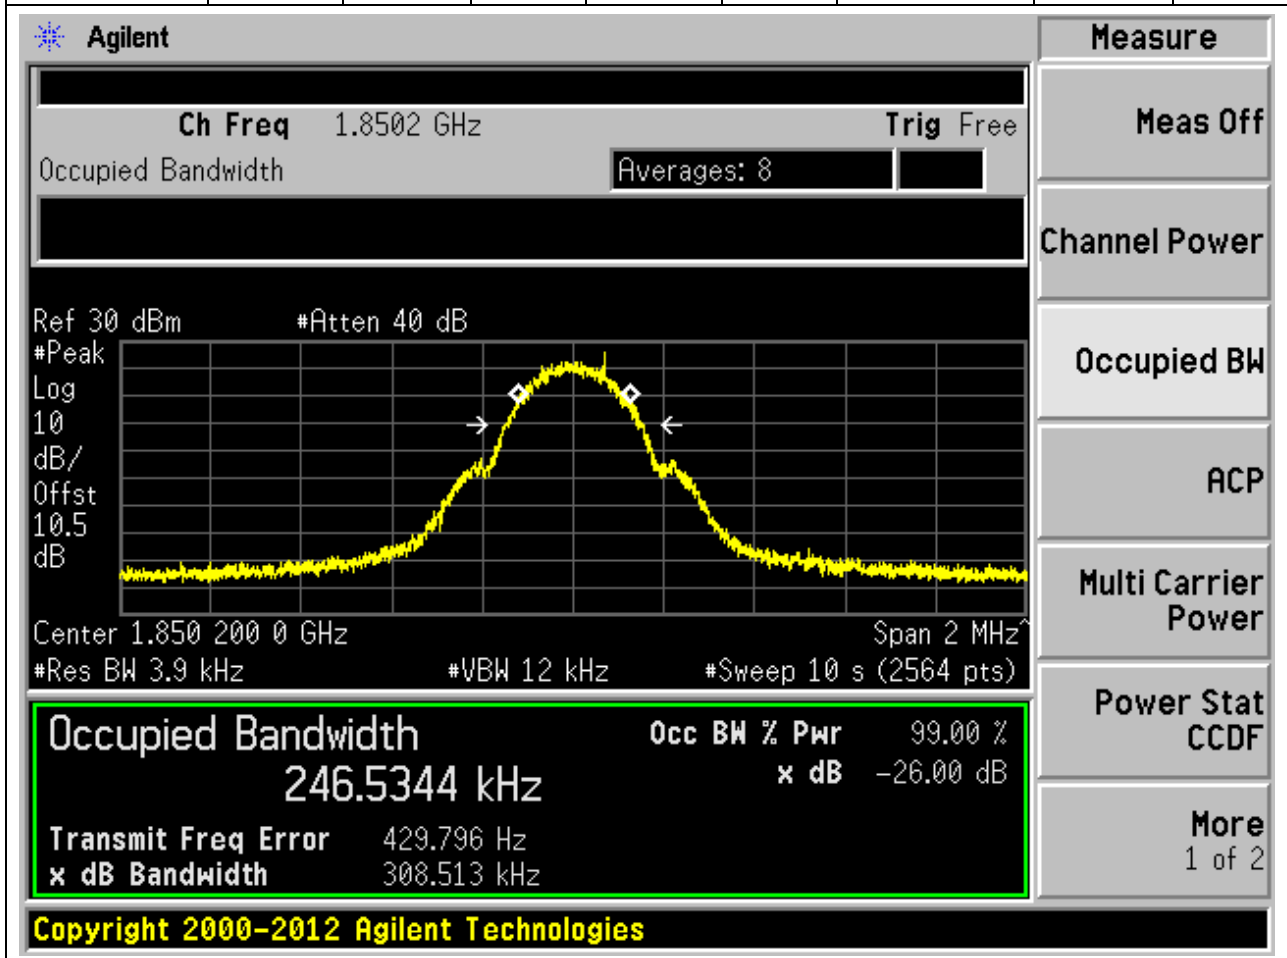 Agilent
Measure
Ch Freq 1.8502 GHz Trig Free
Occupied Bandwidth Averages: 8
Meas Off
Channel Power
Occupied BW
ACP
Multi Carrier
Power
Power Stat
CCDF
More
1 of 2
Ref 30 dBm #Atten 40 dB
#Peak
Log
10
dB/
Offst
10.5
dB
Center 1.850 200 0 GHz Span 2 MHz^
#Res BW 3.9 kHz #VBW 12 kHz #Sweep 10 s (2564 pts)
Occupied Bandwidth Occ BW % Pwr 99.00 %
246.5344 kHz x dB -26.00 dB
Transmit Freq Error 429.796 Hz
x dB Bandwidth 308.513 kHz
Copyright 2000-2012 Agilent Technologies